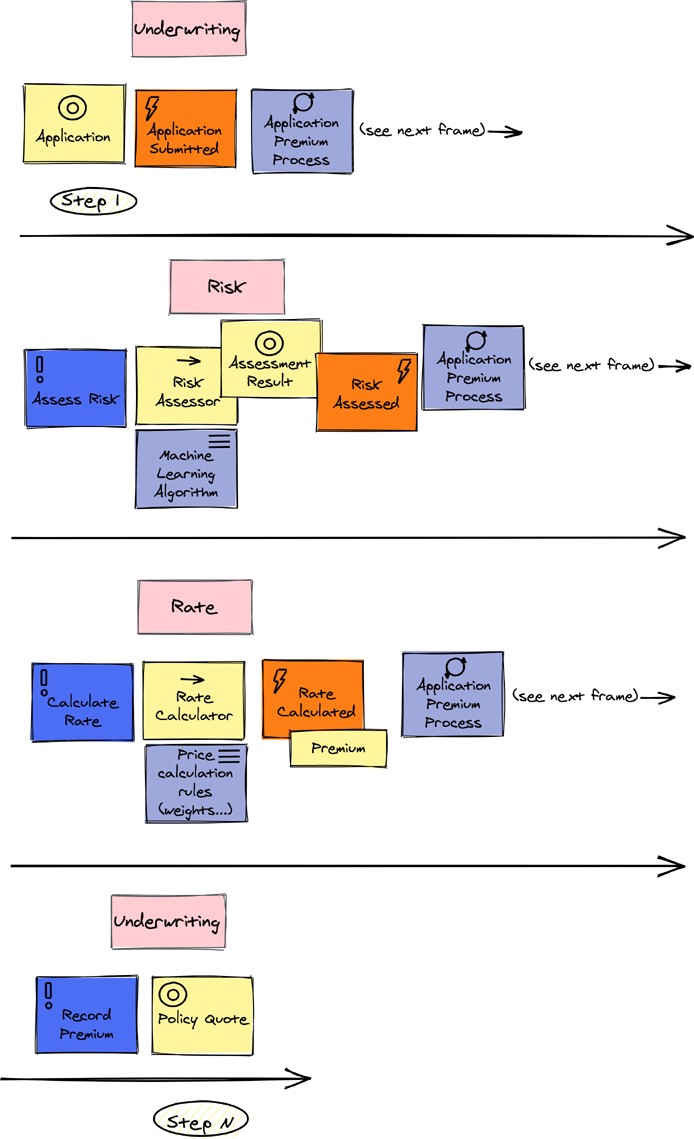 Underwriting
Application
Application
Submitted
Application
Premium
Process
(see next frame)
Step 1
Risk
Assess Risk
Risk
Assessor
Machine
Learning
Algorithm
Assessment
Result
Risk
Assessed
Application
Premium
Process
(see next frame)
Rate
Calculate
Rate
Rate
Calculator
Price
calculation
rules
(weights...)
Rate
Calculated
Premium
Application
Premium
Process
(see next frame)
Underwriting
Record
Premium
Policy Quote
Step N